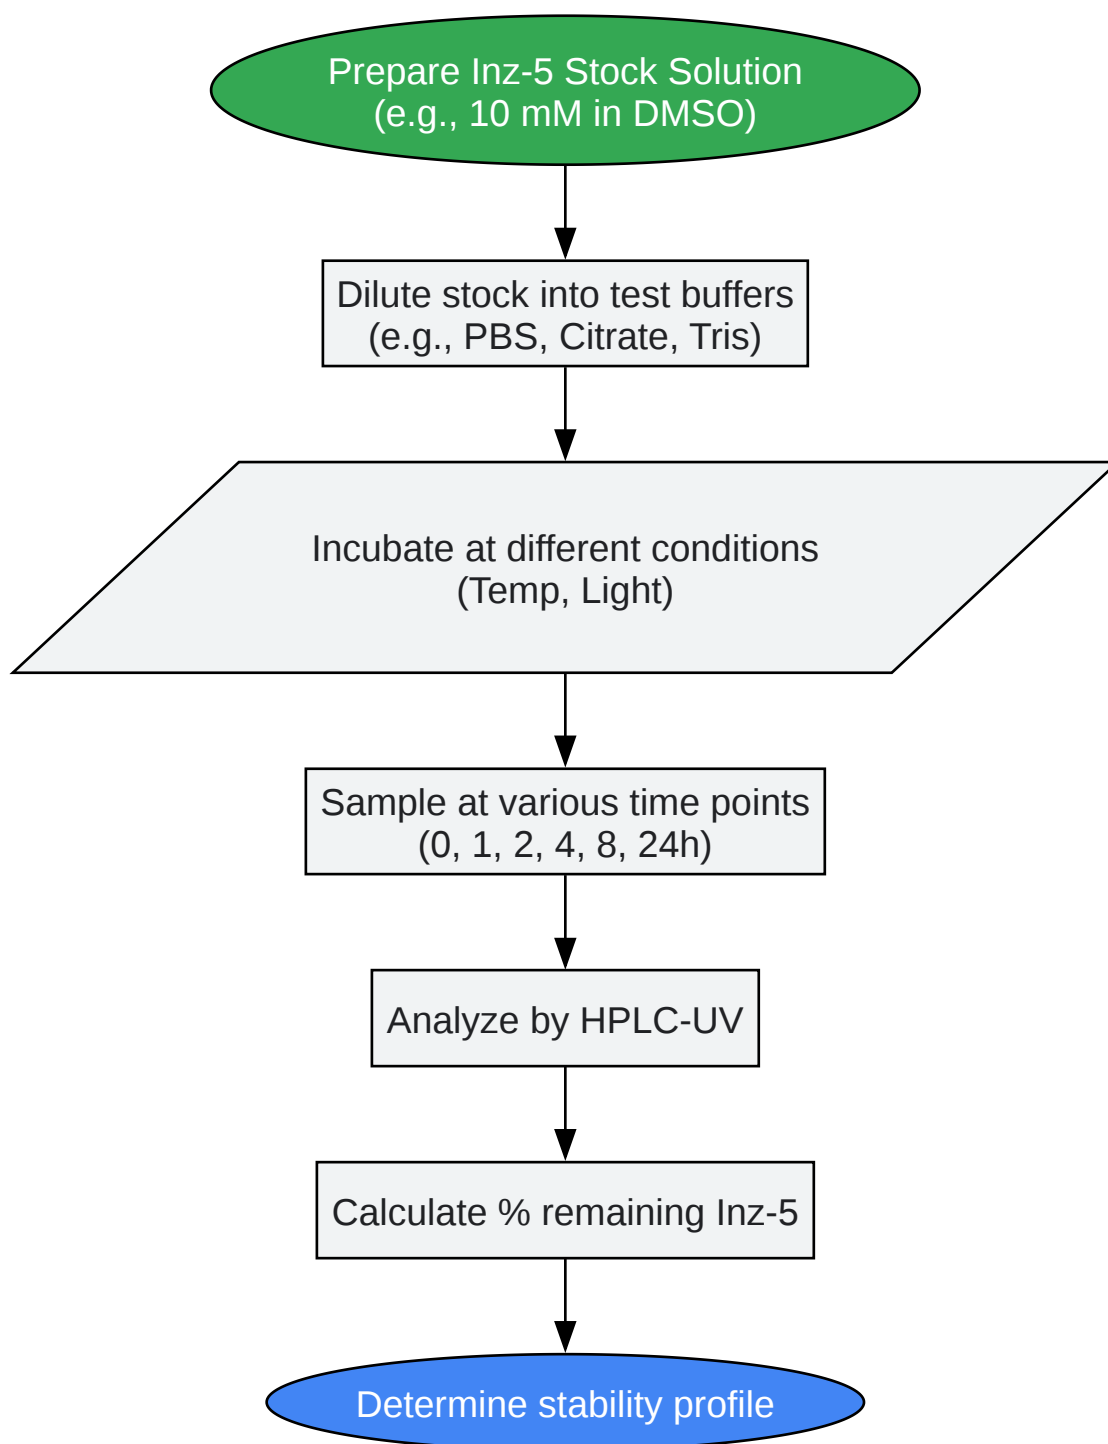 Prepare Inz-5 Stock Solution
(e.g., 10 mM in DMSO)
Dilute stock into test buffers
(e.g., PBS, Citrate, Tris)
Incubate at different conditions
(Temp, Light)
Sample at various time points
(0, 1, 2, 4, 8, 24h)
Analyze by HPLC-UV
Calculate % remaining Inz-5
Determine stability profile